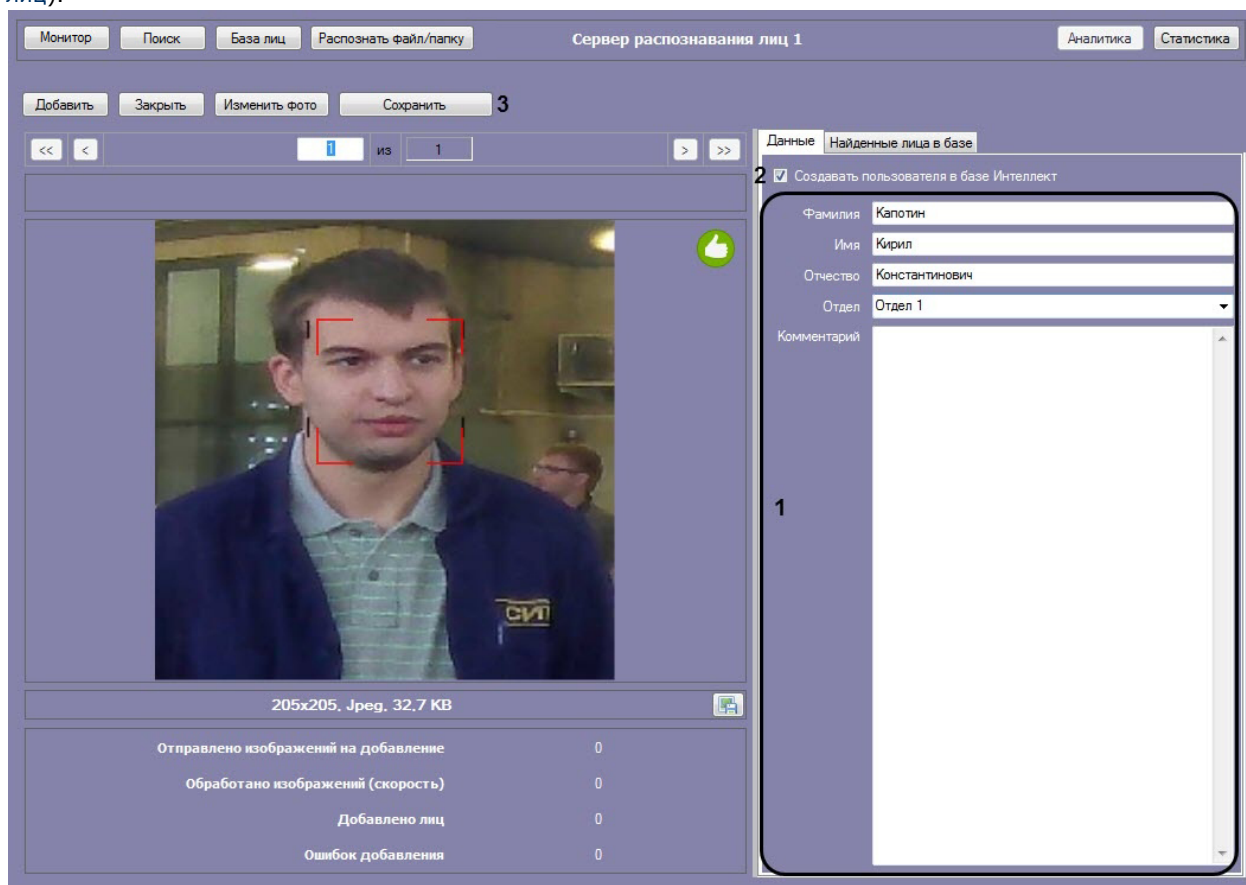 лиц).
Монитор Поиск База лиц Распознать файл/папку Сервер распознавания лиц 1 Аналитика Статистика
Добавить Закрыть Изменить фото Сохранить 3
<< < 1 из 1 > >>
Данные Найденные лица в базе
2 Создавать пользователя в базе Интеллект
Фамилия Капотин
Имя Кирил
Отчество Константинович
Отдел Отдел 1
Комментарий
1
СИП
205x205, Jpeg, 32,7 KB
Отправлено изображений на добавление 0
Обработано изображений (скорость) 0
Добавлено лиц 0
Ошибок добавления 0